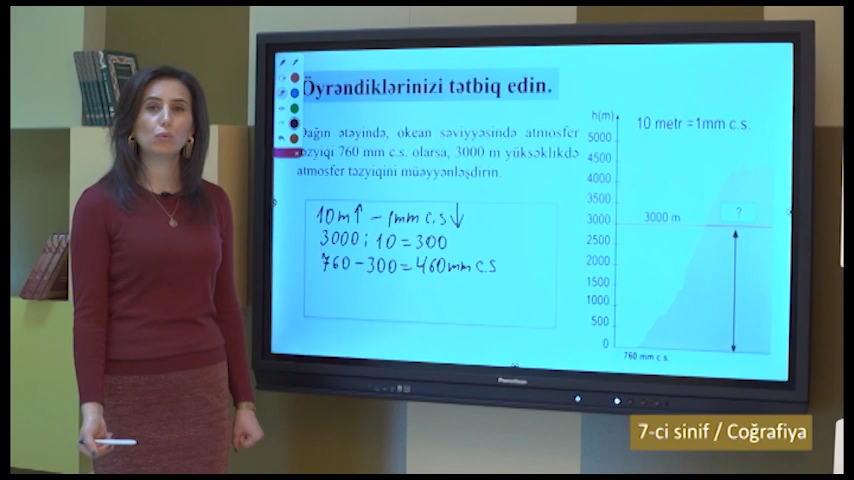 Öyrəndiklərinizi tətbiq edin.
Dağın ətəyində, okean səviyyəsində atmosfer
təzyiqi 760 mm c.s. olarsa, 3000 m yüksəklikdə
atmosfer təzyiqini müəyyənləşdirin.
10m↑ – 1mm c.s↓
3000 : 10 = 300
760 – 300 = 460 mm c.s
h(m)
10 metr =1mm c.s.
5000
4500
4000
3500
3000
3000 m
?
2500
2000
1500
1000
500
0
760 mm c.s.
Promethean
7-ci sinif / Coğrafiya